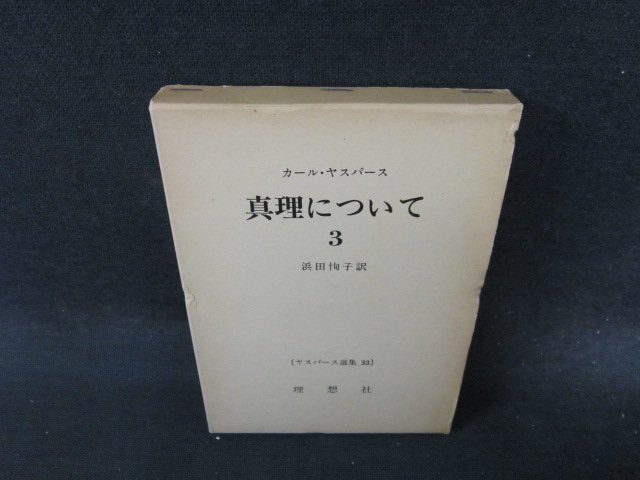 カール・ヤスパース
真理について
3
浜田恂子訳
〔ヤスパース選集 33〕
理想社